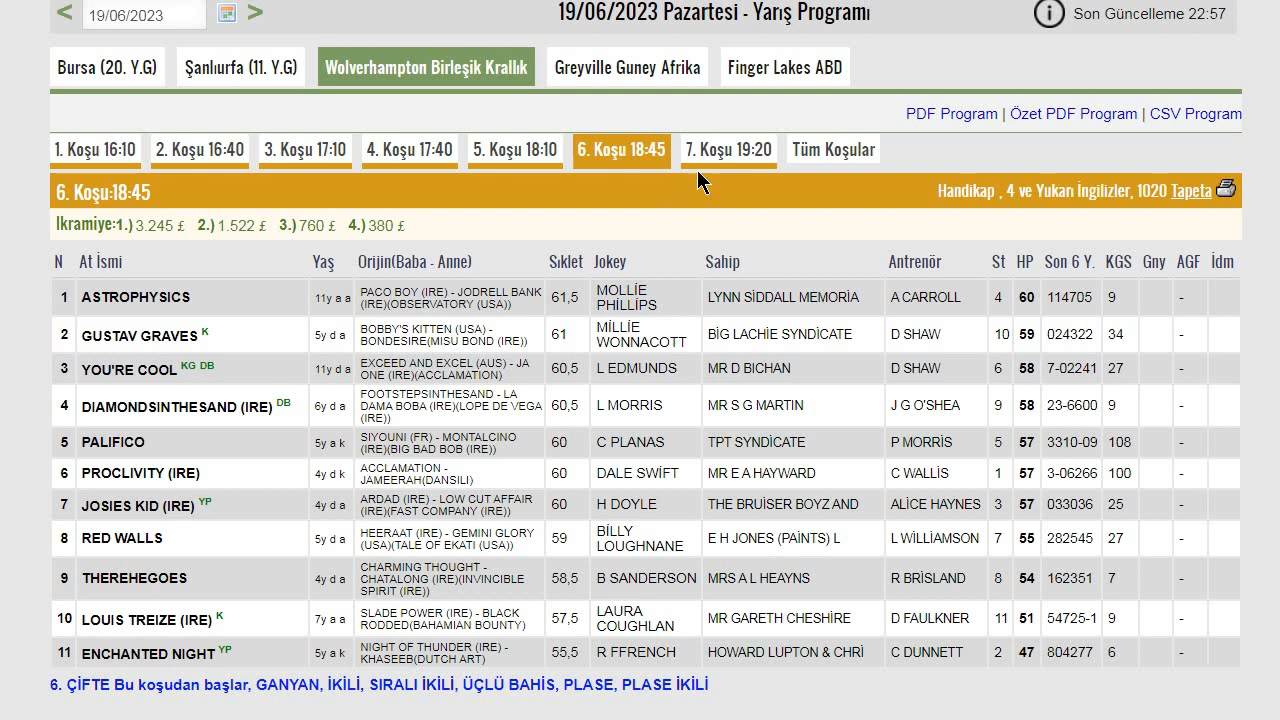 < 19/06/2023 > 19/06/2023 Pazartesi - Yarış Programı Son Güncelleme 22:57
Bursa (20. Y.G) Şanlıurfa (11. Y.G) Wolverhampton Birleşik Krallık Greyville Guney Afrika Finger Lakes ABD
PDF Program | Özet PDF Program | CSV Program
1. Koşu 16:10 2. Koşu 16:40 3. Koşu 17:10 4. Koşu 17:40 5. Koşu 18:10 6. Koşu 18:45 7. Koşu 19:20 Tüm Koşular
6. Koşu:18:45 Handikap , 4 ve Yukarı İngilizler, 1020 Tapeta
Ikramiye:1.) 3.245 £ 2.) 1.522 £ 3.) 760 £ 4.) 380 £
N At İsmi Yaş Orijin(Baba - Anne) Sıklet Jokey Sahip Antrenör St HP Son 6 Y. KGS Gny AGF İdm
1 ASTROPHYSICS 11y a a PACO BOY (IRE) - JODRELL BANK (IRE)(OBSERVATORY (USA)) 61,5 MOLLİE PHİLLİPS LYNN SİDDALL MEMORİA A CARROLL 4 60 114705 9 -
2 GUSTAV GRAVES K 5y d a BOBBY'S KITTEN (USA) - BONDESIRE(MISU BOND (IRE)) 61 MİLLİE WONNACOTT BİG LACHİE SYNDİCATE D SHAW 10 59 024322 34 -
3 YOU'RE COOL KG DB 11y d a EXCEED AND EXCEL (AUS) - JA ONE (IRE)(ACCLAMATION) 60,5 L EDMUNDS MR D BICHAN D SHAW 6 58 7-02241 27 -
4 DIAMONDSINTHESAND (IRE) DB 6y d a FOOTSTEPSINTHESAND - LA DAMA BOBA (IRE)(LOPE DE VEGA (IRE)) 60,5 L MORRIS MR S G MARTIN J G O'SHEA 9 58 23-6600 9 -
5 PALIFICO 5y a k SIYOUNI (FR) - MONTALCINO (IRE)(BIG BAD BOB (IRE)) 60 C PLANAS TPT SYNDİCATE P MORRİS 5 57 3310-09 108 -
6 PROCLIVITY (IRE) 4y d k ACCLAMATION - JAMEERAH(DANSILI) 60 DALE SWİFT MR E A HAYWARD C WALLİS 1 57 3-06266 100 -
7 JOSIES KID (IRE) YP 4y d a ARDAD (IRE) - LOW CUT AFFAIR (IRE)(FAST COMPANY (IRE)) 60 H DOYLE THE BRUİSER BOYZ AND ALİCE HAYNES 3 57 033036 25 -
8 RED WALLS 5y d a HEERAAT (IRE) - GEMINI GLORY (USA)(TALE OF EKATI (USA)) 59 BİLLY LOUGHNANE E H JONES (PAİNTS) L L WİLLİAMSON 7 55 282545 27 -
9 THEREHEGOES 4y d a CHARMING THOUGHT - CHATALONG (IRE)(INVINCIBLE SPIRIT (IRE)) 58,5 B SANDERSON MRS A L HEAYNS R BRİSLAND 8 54 162351 7 -
10 LOUIS TREIZE (IRE) K 7y a a SLADE POWER (IRE) - BLACK RODDED(BAHAMIAN BOUNTY) 57,5 LAURA COUGHLAN MR GARETH CHESHİRE D FAULKNER 11 51 54725-1 9 -
11 ENCHANTED NIGHT YP 5y a k NIGHT OF THUNDER (IRE) - KHASEEB(DUTCH ART) 55,5 R FFRENCH HOWARD LUPTON & CHRİ C DUNNETT 2 47 804277 6 -
6. ÇİFTE Bu koşudan başlar, GANYAN, İKİLİ, SIRALI İKİLİ, ÜÇLÜ BAHİS, PLASE, PLASE İKİLİ